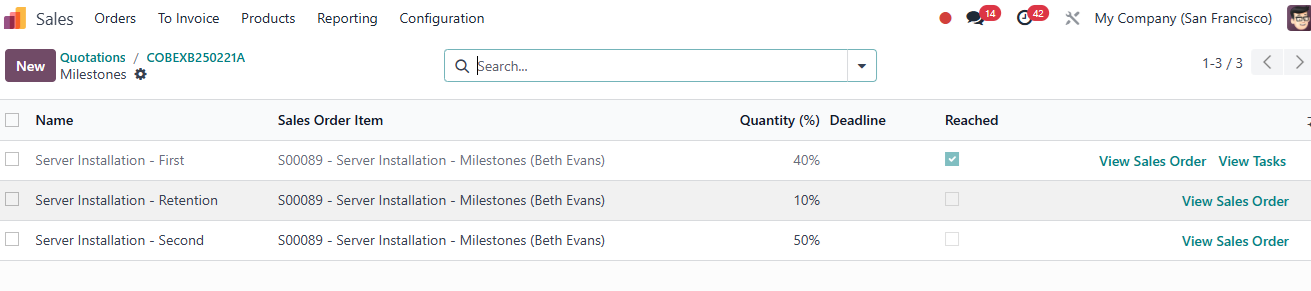 Sales Orders To Invoice Products Reporting Configuration 14 42 My Company (San Francisco)
New Quotations / COBEXB250221A
Milestones
Search...
1-3 / 3
Name Sales Order Item Quantity (%) Deadline Reached
Server Installation - First S00089 - Server Installation - Milestones (Beth Evans) 40% View Sales Order View Tasks
Server Installation - Retention S00089 - Server Installation - Milestones (Beth Evans) 10% View Sales Order
Server Installation - Second S00089 - Server Installation - Milestones (Beth Evans) 50% View Sales Order